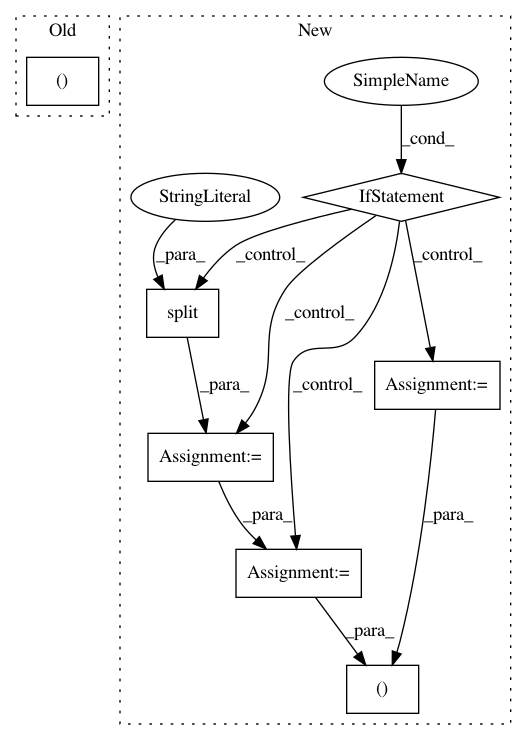 Old
New
()
SimpleName
_cond_
StringLiteral
IfStatement
_para_
_control_
_control_
split
_control_
_control_
_para_
Assignment:=
Assignment:=
_para_
_para_
Assignment:=
_para_
()